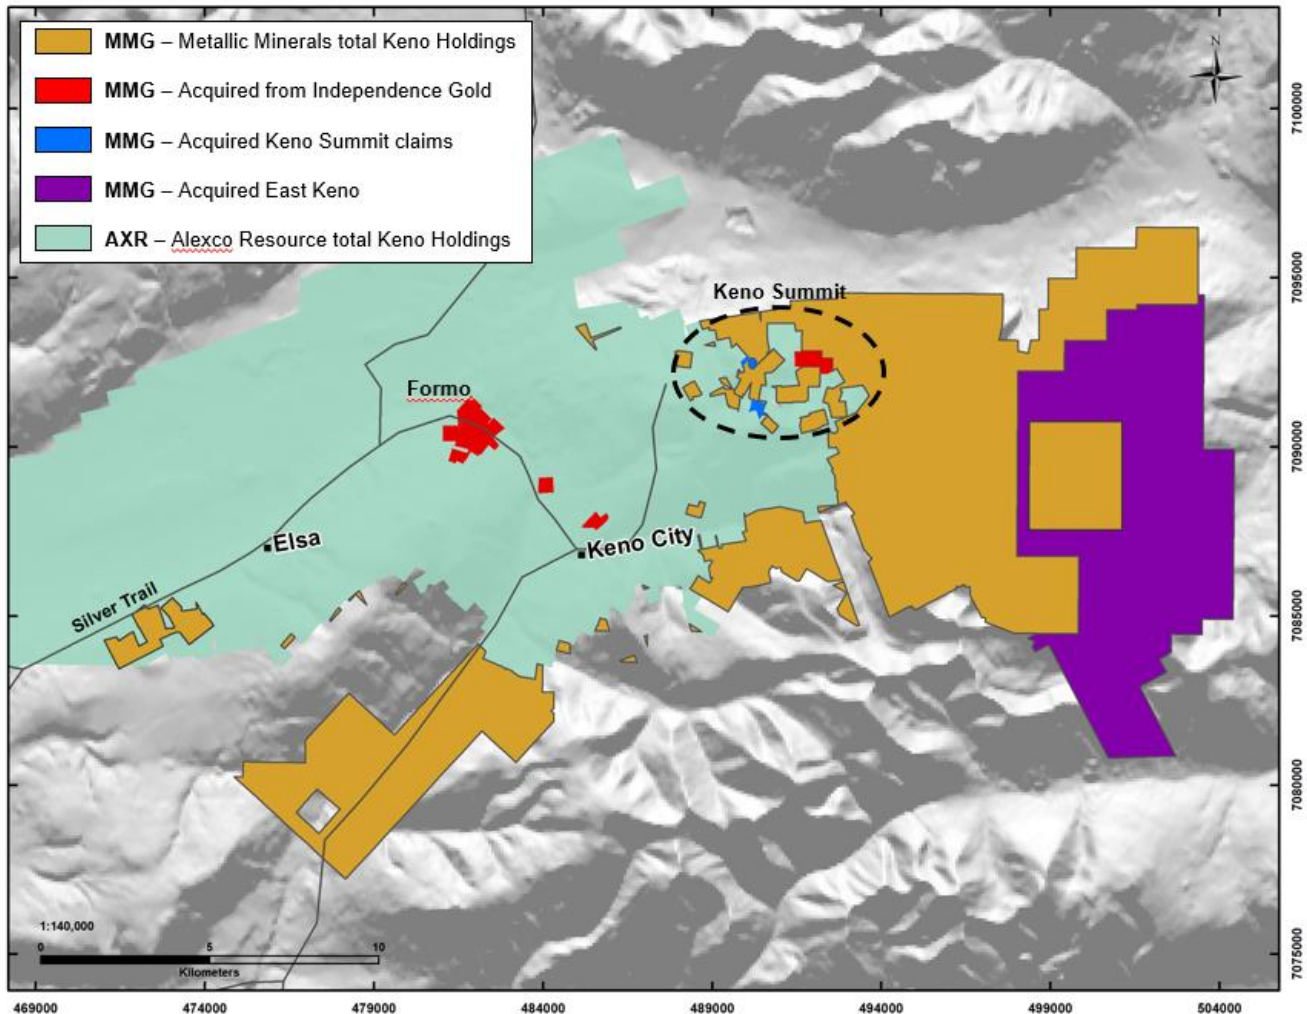 MMG – Metallic Minerals total Keno Holdings
MMG – Acquired from Independence Gold
MMG – Acquired Keno Summit claims
MMG – Acquired East Keno
AXR – Alexco Resource total Keno Holdings
N
7100000
7095000
Keno Summit
Formo
7090000
Elsa
Keno City
Silver Trail
7085000
7080000
1:140,000
0 5 10
Kilometers
7075000
469000 474000 479000 484000 489000 494000 499000 504000